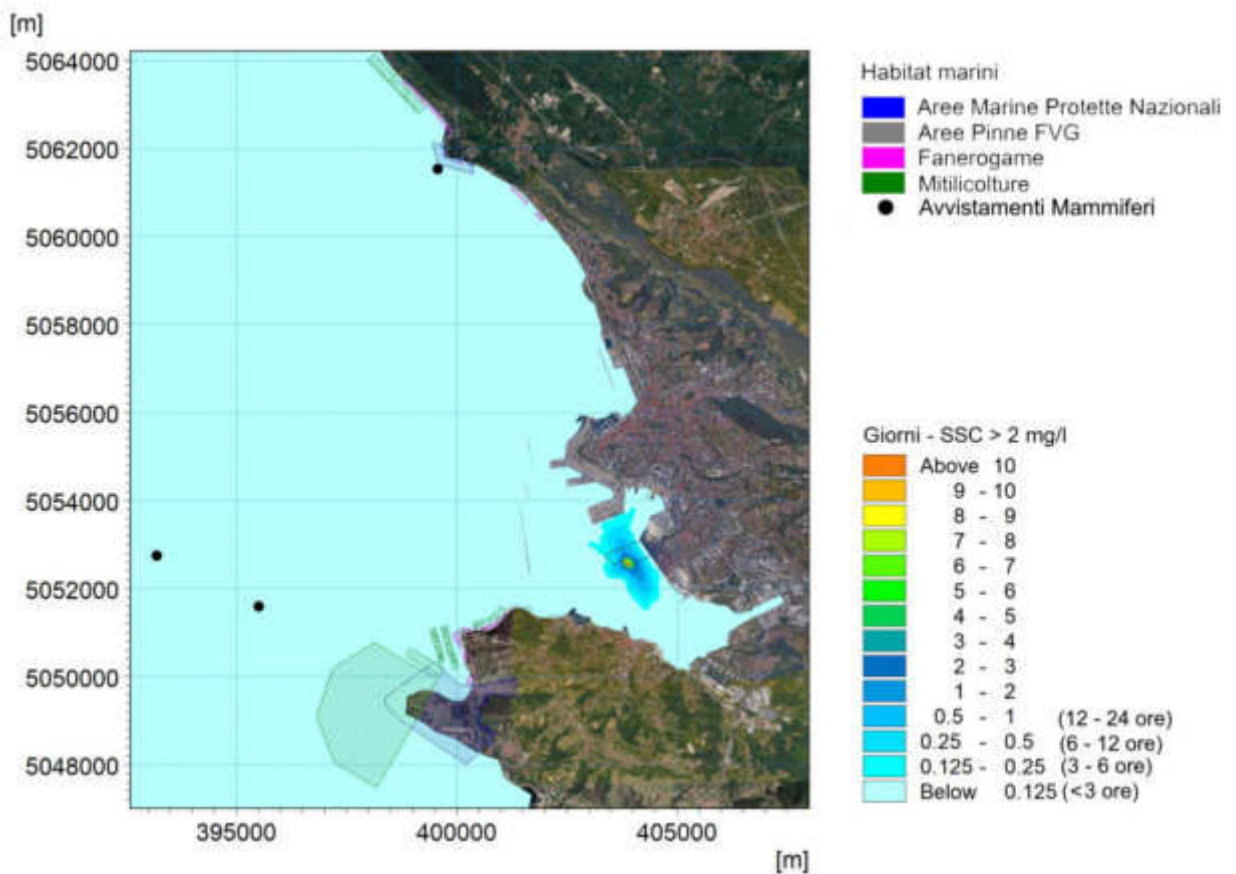 [m]
5064000
5062000
5060000
5058000
5056000
5054000
5052000
5050000
5048000
395000
400000
405000
[m]
Habitat marini
Aree Marine Protette Nazionali
Aree Pinne FVG
Fanerogame
Mitilicolture
Avvistamenti Mammiferi
Giorni - SSC > 2 mg/l
Above 10
9 - 10
8 - 9
7 - 8
6 - 7
5 - 6
4 - 5
3 - 4
2 - 3
1 - 2
0.5 - 1 (12 - 24 ore)
0.25 - 0.5 (6 - 12 ore)
0.125 - 0.25 (3 - 6 ore)
Below 0.125 (<3 ore)